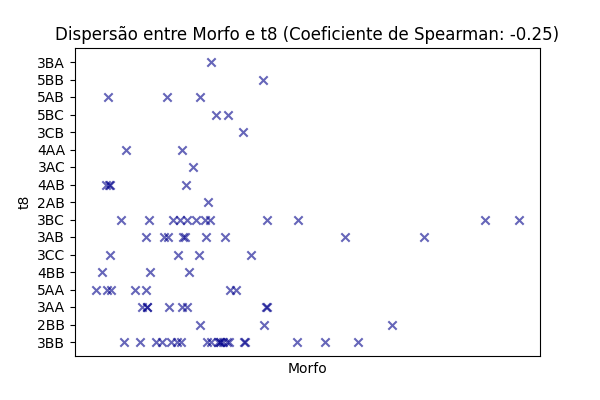 Dispersão entre Morfo e t8 (Coeficiente de Spearman: -0.25)
3BA
5BB
5AB
5BC
3CB
4AA
3AC
4AB
2AB
3BC
3AB
3CC
4BB
5AA
3AA
2BB
3BB
t8
Morfo